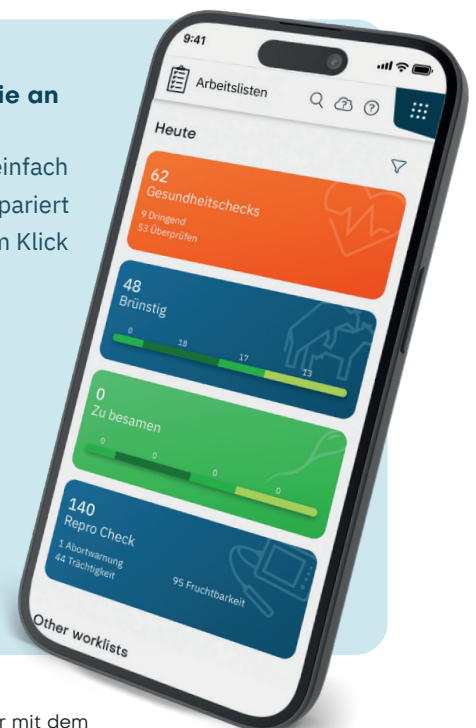 ie an
einfach
pariert
m Klick
9:41
Arbeitslisten
Heute
62
Gesundheitschecks
9 Dringend
53 Überprüfen
48
Brünstig
0 18 17 13
0
Zu besamen
0 0 0 0
140
Repro Check
1 Abortwarnung
44 Trächtigkeit 95 Fruchtbarkeit
Other worklists
r mit dem